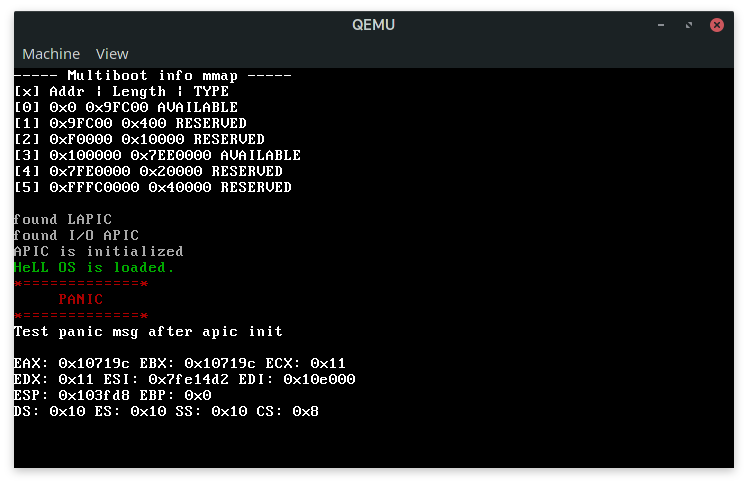 QEMU
Machine View
----- Multiboot info mmap -----
[x] Addr ¦ Length ¦ TYPE
[0] 0x0 0x9FC00 AVAILABLE
[1] 0x9FC00 0x400 RESERVED
[2] 0xF0000 0x10000 RESERVED
[3] 0x100000 0x7EE0000 AVAILABLE
[4] 0x7FE0000 0x20000 RESERVED
[5] 0xFFFC0000 0x40000 RESERVED
found LAPIC
found I/O APIC
APIC is initialized
HeLL OS is loaded.
*=============*
PANIC
*=============*
Test panic msg after apic init
EAX: 0x10719c EBX: 0x10719c ECX: 0x11
EDX: 0x11 ESI: 0x7fe14d2 EDI: 0x10e000
ESP: 0x103fd8 EBP: 0x0
DS: 0x10 ES: 0x10 SS: 0x10 CS: 0x8